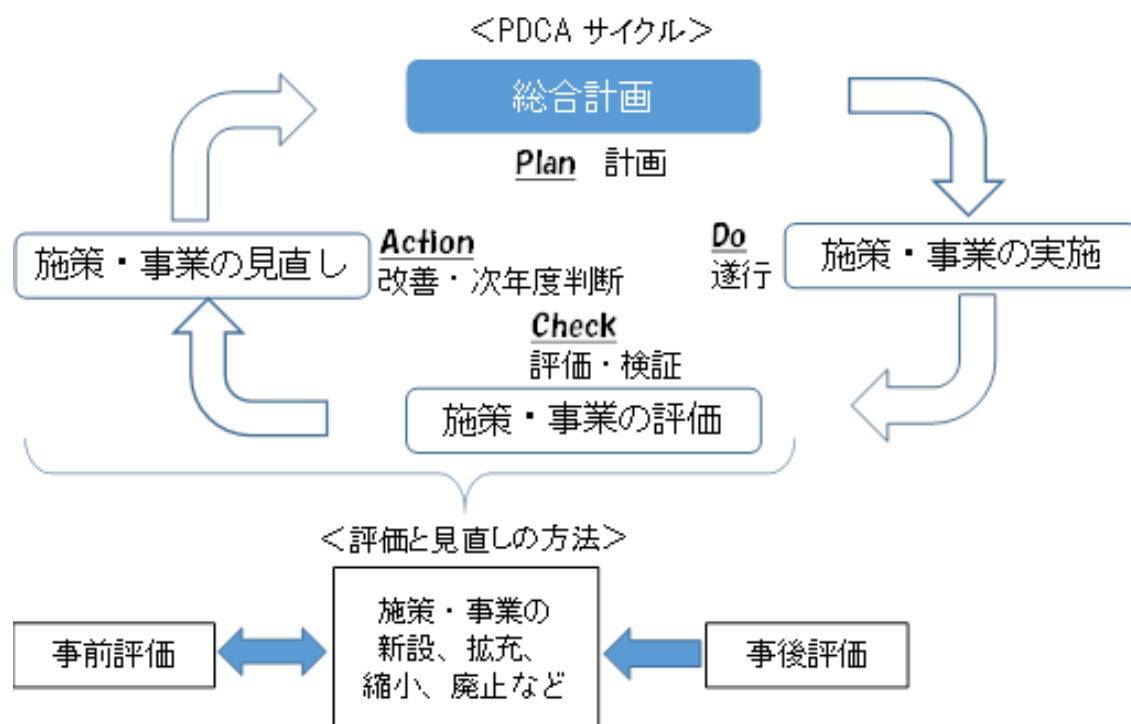 ＜PDCA サイクル＞
総合計画
Plan 計画
施策・事業の見直し
Action
改善・次年度判断
Do
遂行
施策・事業の実施
Check
評価・検証
施策・事業の評価
＜評価と見直しの方法＞
事前評価
施策・事業の
新設、拡充、
縮小、廃止など
事後評価